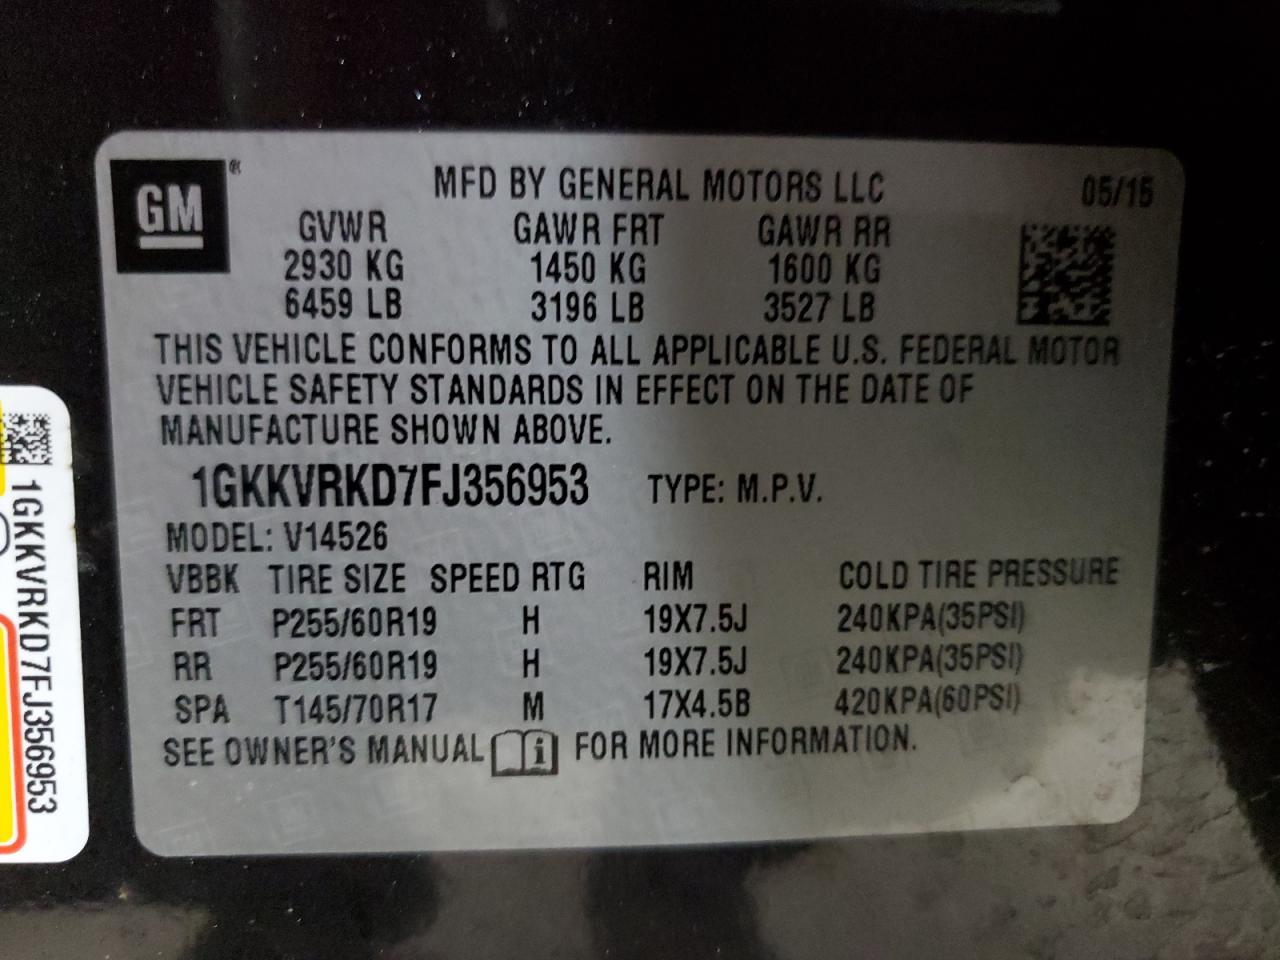 GM
®
MFD BY GENERAL MOTORS LLC
05/15
GVWR GAWR FRT GAWR RR
2930 KG 1450 KG 1600 KG
6459 LB 3196 LB 3527 LB
THIS VEHICLE CONFORMS TO ALL APPLICABLE U.S. FEDERAL MOTOR
VEHICLE SAFETY STANDARDS IN EFFECT ON THE DATE OF
MANUFACTURE SHOWN ABOVE.
1GKKVRKD7FJ356953 TYPE: M.P.V.
MODEL: V14526
VBBK TIRE SIZE SPEED RTG RIM COLD TIRE PRESSURE
FRT P255/60R19 H 19X7.5J 240KPA(35PSI)
RR P255/60R19 H 19X7.5J 240KPA(35PSI)
SPA T145/70R17 M 17X4.5B 420KPA(60PSI)
SEE OWNER'S MANUAL i FOR MORE INFORMATION.
1GKKVRKD7FJ356953